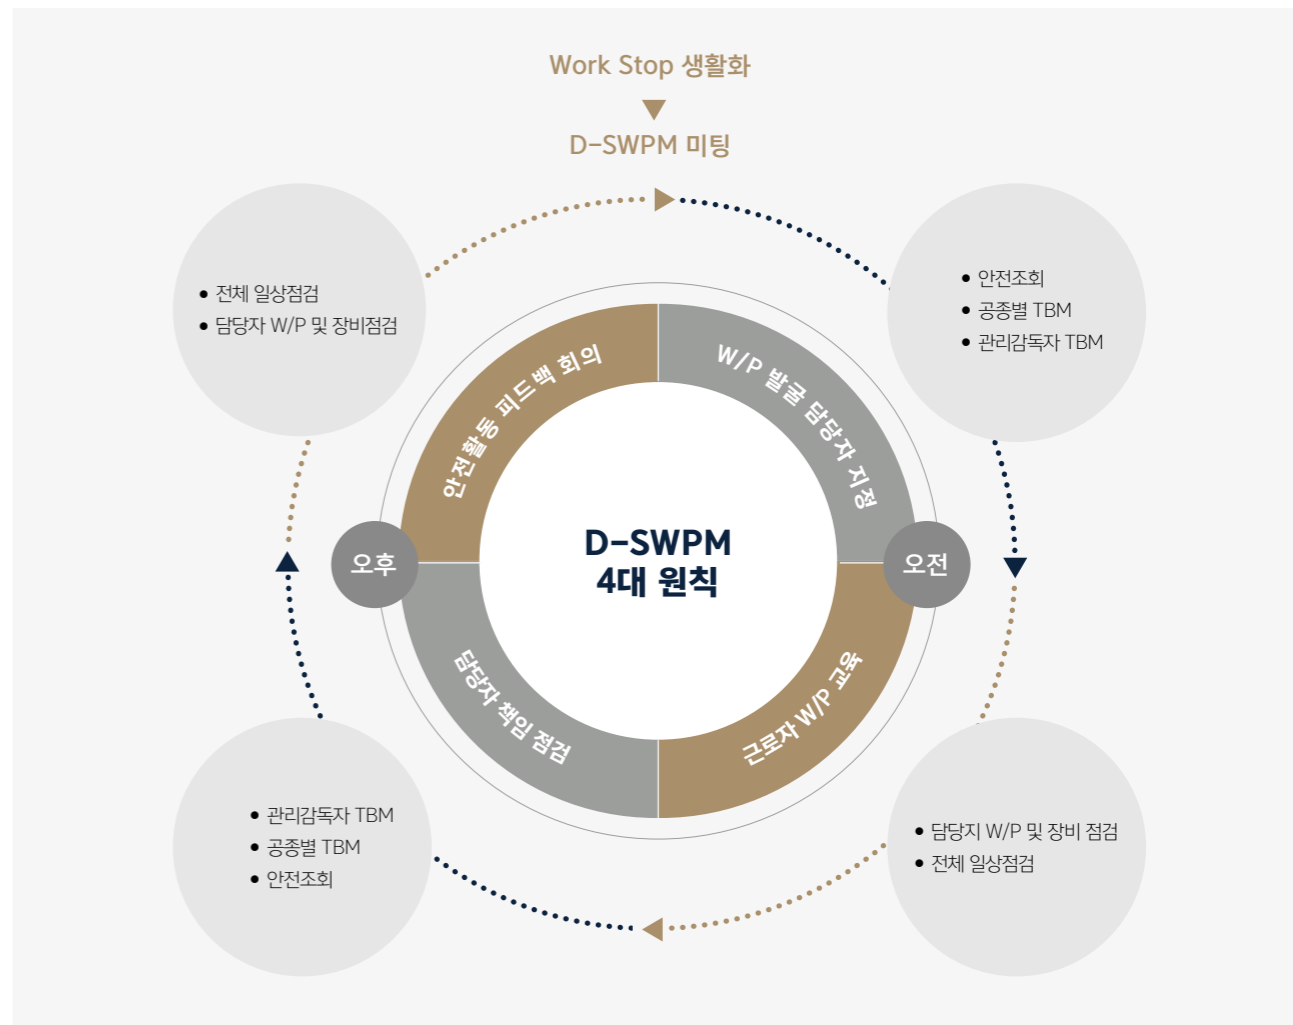 Work Stop 생활화
D-SWPM 미팅
• 전체 일상점검
• 담당자 W/P 및 장비점검
• 안전조회
• 공종별 TBM
• 관리감독자 TBM
안전활동 피드백 회의
W/P 발굴 담당자 지정
오후
D-SWPM
4대 원칙
오전
담당자 책임 점검
근로자 W/P 교육
• 관리감독자 TBM
• 공종별 TBM
• 안전조회
• 담당지 W/P 및 장비 점검
• 전체 일상점검